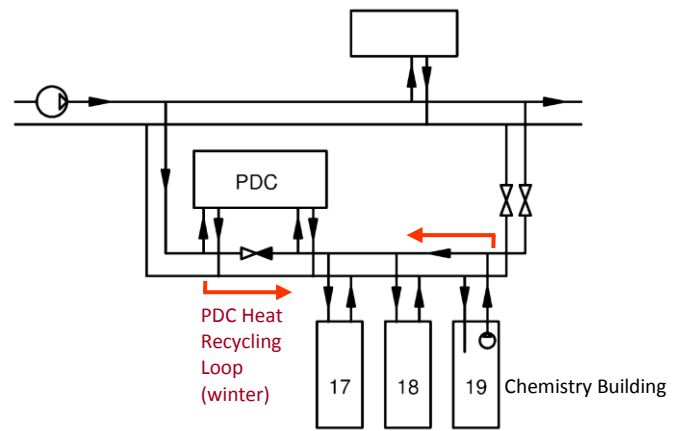 PDC
PDC Heat
Recycling
Loop
(winter)
17
18
19
Chemistry Building